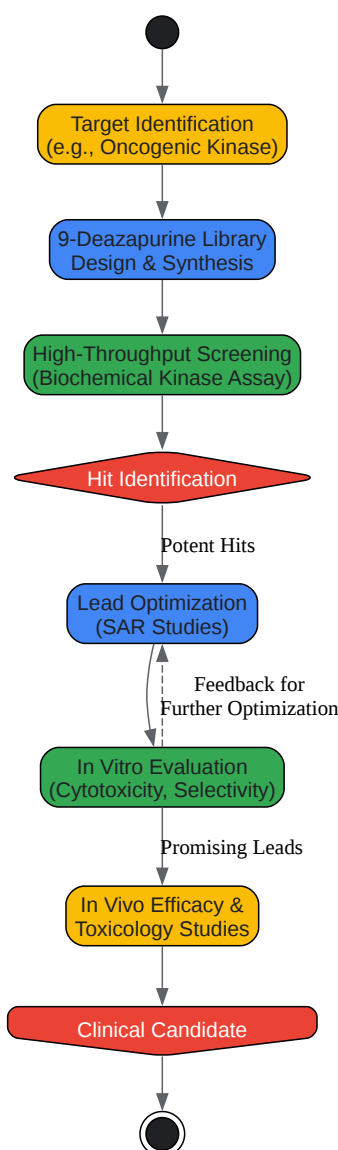 Target Identification
(e.g., Oncogenic Kinase)
9-Deazapurine Library
Design & Synthesis
High-Throughput Screening
(Biochemical Kinase Assay)
Hit Identification
Potent Hits
Lead Optimization
(SAR Studies)
Feedback for
Further Optimization
In Vitro Evaluation
(Cytotoxicity, Selectivity)
Promising Leads
In Vivo Efficacy &
Toxicology Studies
Clinical Candidate